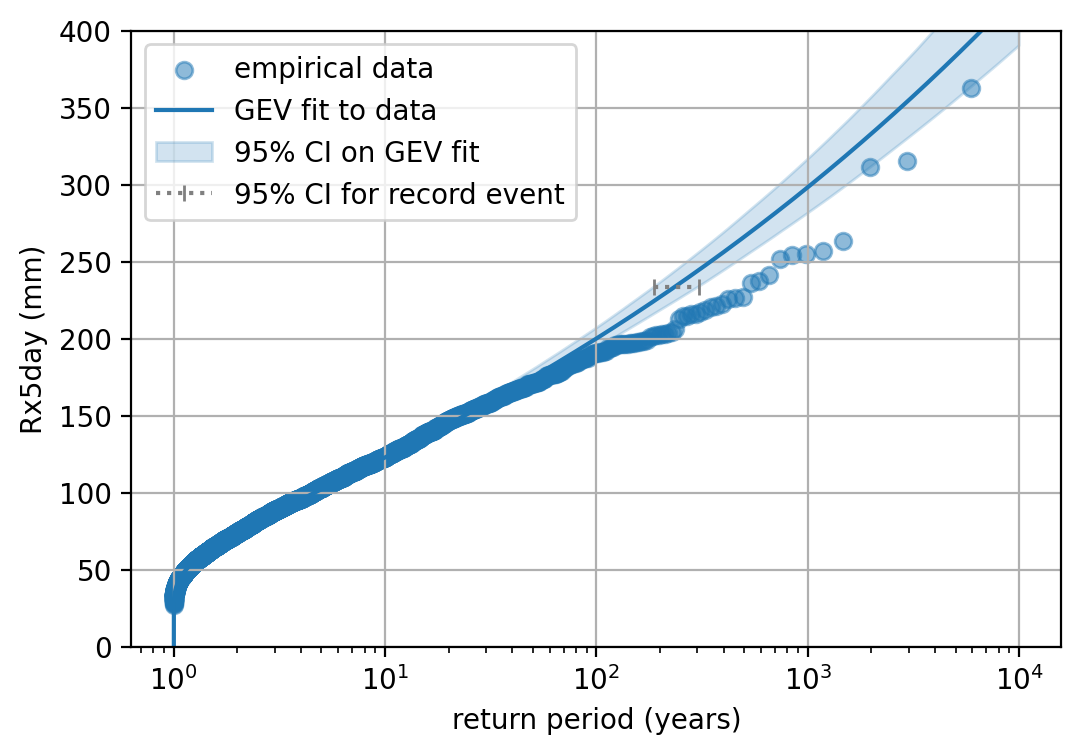 400
350
300
250
200
150
100
50
0
Rx5day (mm)
empirical data
GEV fit to data
95% CI on GEV fit
95% CI for record event
10⁰ 10¹ 10² 10³ 10⁴
return period (years)